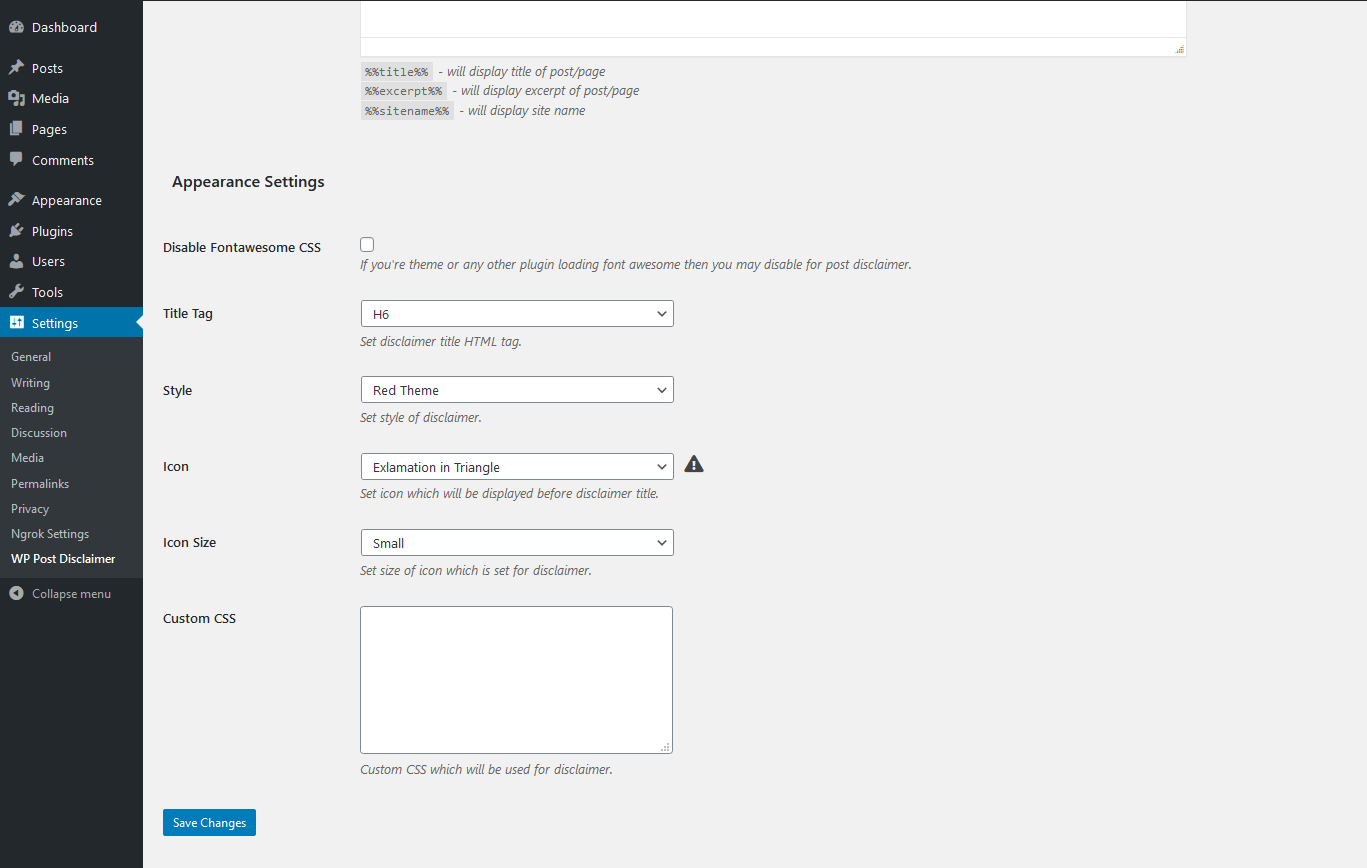 Dashboard
Posts
Media
Pages
Comments
Appearance
Plugins
Users
Tools
Settings
General
Writing
Reading
Discussion
Media
Permalinks
Privacy
Ngrok Settings
WP Post Disclaimer
Collapse menu
%%title%% - will display title of post/page
%%excerpt%% - will display excerpt of post/page
%%sitename%% - will display site name
Appearance Settings
Disable Fontawesome CSS
If you're theme or any other plugin loading font awesome then you may disable for post disclaimer.
Title Tag H6
Set disclaimer title HTML tag.
Style Red Theme
Set style of disclaimer.
Icon Exlamation in Triangle
Set icon which will be displayed before disclaimer title.
Icon Size Small
Set size of icon which is set for disclaimer.
Custom CSS
Custom CSS which will be used for disclaimer.
Save Changes